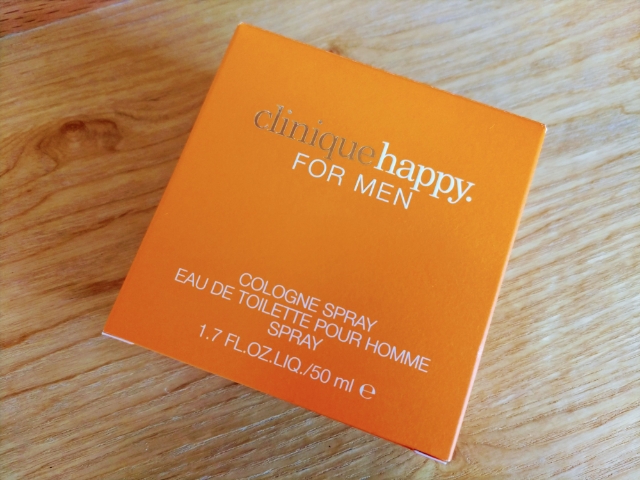 cliniquehappy.
FOR MEN
COLOGNE SPRAY
EAU DE TOILETTE POUR HOMME
SPRAY
1.7 FL.OZ.LIQ./50 ml ℮